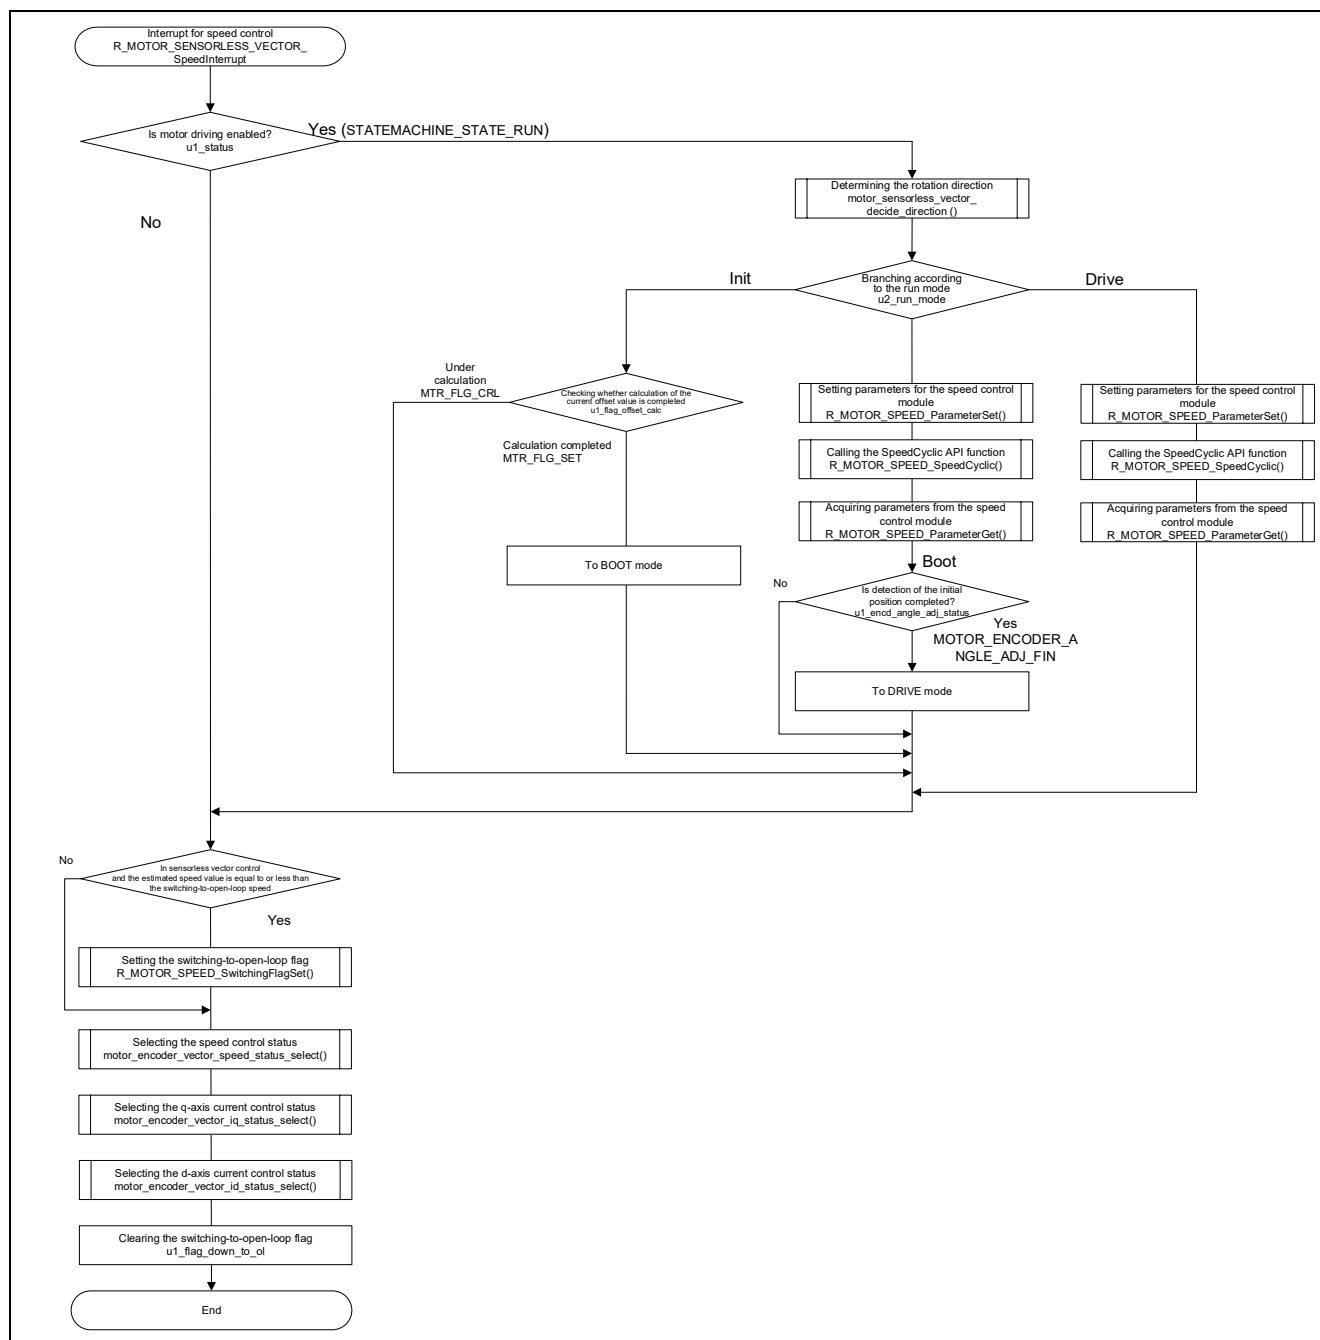 Interrupt for speed control
R_MOTOR_SENSORLESS_VECTOR_
SpeedInterrupt
Is motor driving enabled?
u1_status
Yes (STATEMACHINE_STATE_RUN)
No
Determining the rotation direction
motor_sensorless_vector_
decide_direction ()
Branching according
to the run mode
u2_run_mode
Init
Drive
Under
calculation
MTR_FLG_CRL
Checking whether calculation of the
current offset value is completed
u1_flag_offset_calc
Calculation completed
MTR_FLG_SET
To BOOT mode
Setting parameters for the speed control
module
R_MOTOR_SPEED_ParameterSet()
Calling the SpeedCyclic API function
R_MOTOR_SPEED_SpeedCyclic()
Acquiring parameters from the speed
control module
R_MOTOR_SPEED_ParameterGet()
Boot
No
Is detection of the initial
position completed?
u1_encd_angle_adj_status
Yes
MOTOR_ENCODER_A
NGLE_ADJ_FIN
To DRIVE mode
Setting parameters for the speed control
module
R_MOTOR_SPEED_ParameterSet()
Calling the SpeedCyclic API function
R_MOTOR_SPEED_SpeedCyclic()
Acquiring parameters from the speed
control module
R_MOTOR_SPEED_ParameterGet()
No
In sensorless vector control
and the estimated speed value is equal to or less than
the switching-to-open-loop speed
Yes
Setting the switching-to-open-loop flag
R_MOTOR_SPEED_SwitchingFlagSet()
Selecting the speed control status
motor_encoder_vector_speed_status_select()
Selecting the q-axis current control status
motor_encoder_vector_iq_status_select()
Selecting the d-axis current control status
motor_encoder_vector_id_status_select()
Clearing the switching-to-open-loop flag
u1_flag_down_to_ol
End